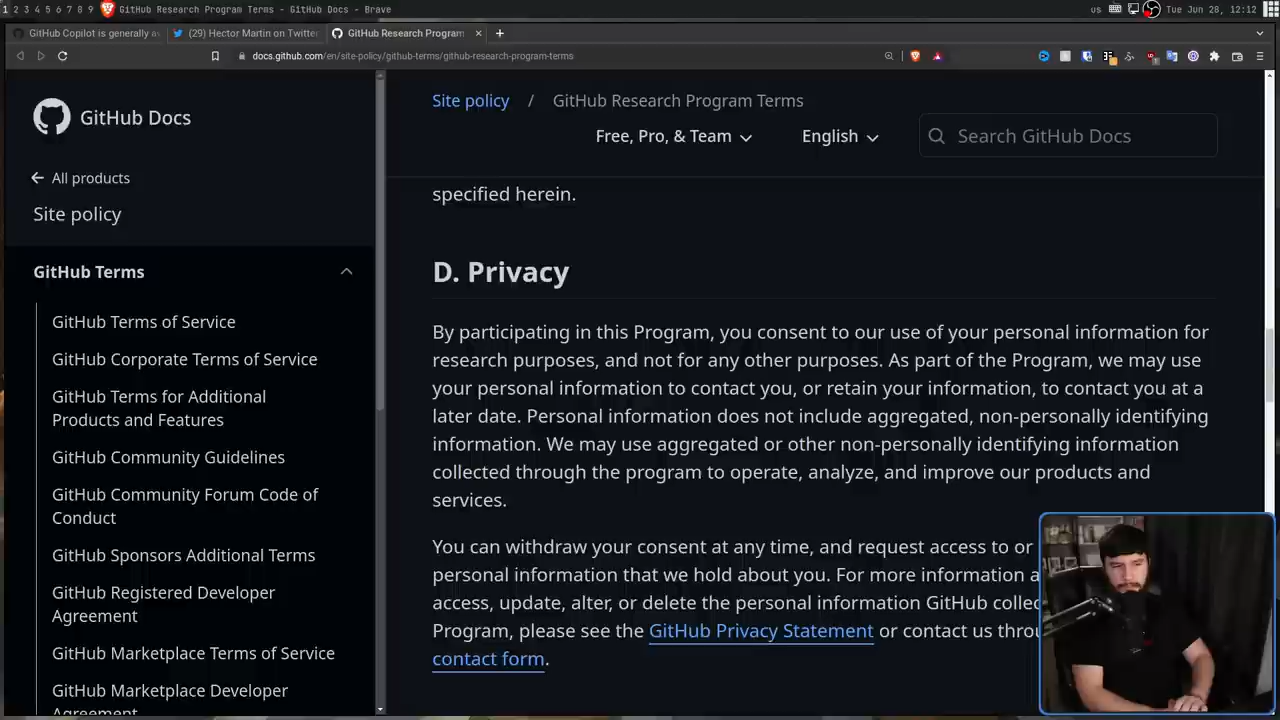 1 2 3 4 5 6 7 8 9 GitHub Research Program Terms - GitHub Docs - Brave
us Tue Jun 28, 12:12
GitHub Copilot is generally a
(29) Hector Martin on Twitter
GitHub Research Program
docs.github.com/en/site-policy/github-terms/github-research-program-terms
GitHub Docs
All products
Site policy
GitHub Terms
GitHub Terms of Service
GitHub Corporate Terms of Service
GitHub Terms for Additional
Products and Features
GitHub Community Guidelines
GitHub Community Forum Code of
Conduct
GitHub Sponsors Additional Terms
GitHub Registered Developer
Agreement
GitHub Marketplace Terms of Service
GitHub Marketplace Developer
Agreement
Site policy / GitHub Research Program Terms
Free, Pro, & Team
English
Search GitHub Docs
specified herein.
D. Privacy
By participating in this Program, you consent to our use of your personal information for
research purposes, and not for any other purposes. As part of the Program, we may use
your personal information to contact you, or retain your information, to contact you at a
later date. Personal information does not include aggregated, non-personally identifying
information. We may use aggregated or other non-personally identifying information
collected through the program to operate, analyze, and improve our products and
services.
You can withdraw your consent at any time, and request access to or
personal information that we hold about you. For more information a
access, update, alter, or delete the personal information GitHub collec
Program, please see the GitHub Privacy Statement or contact us throu
contact form.